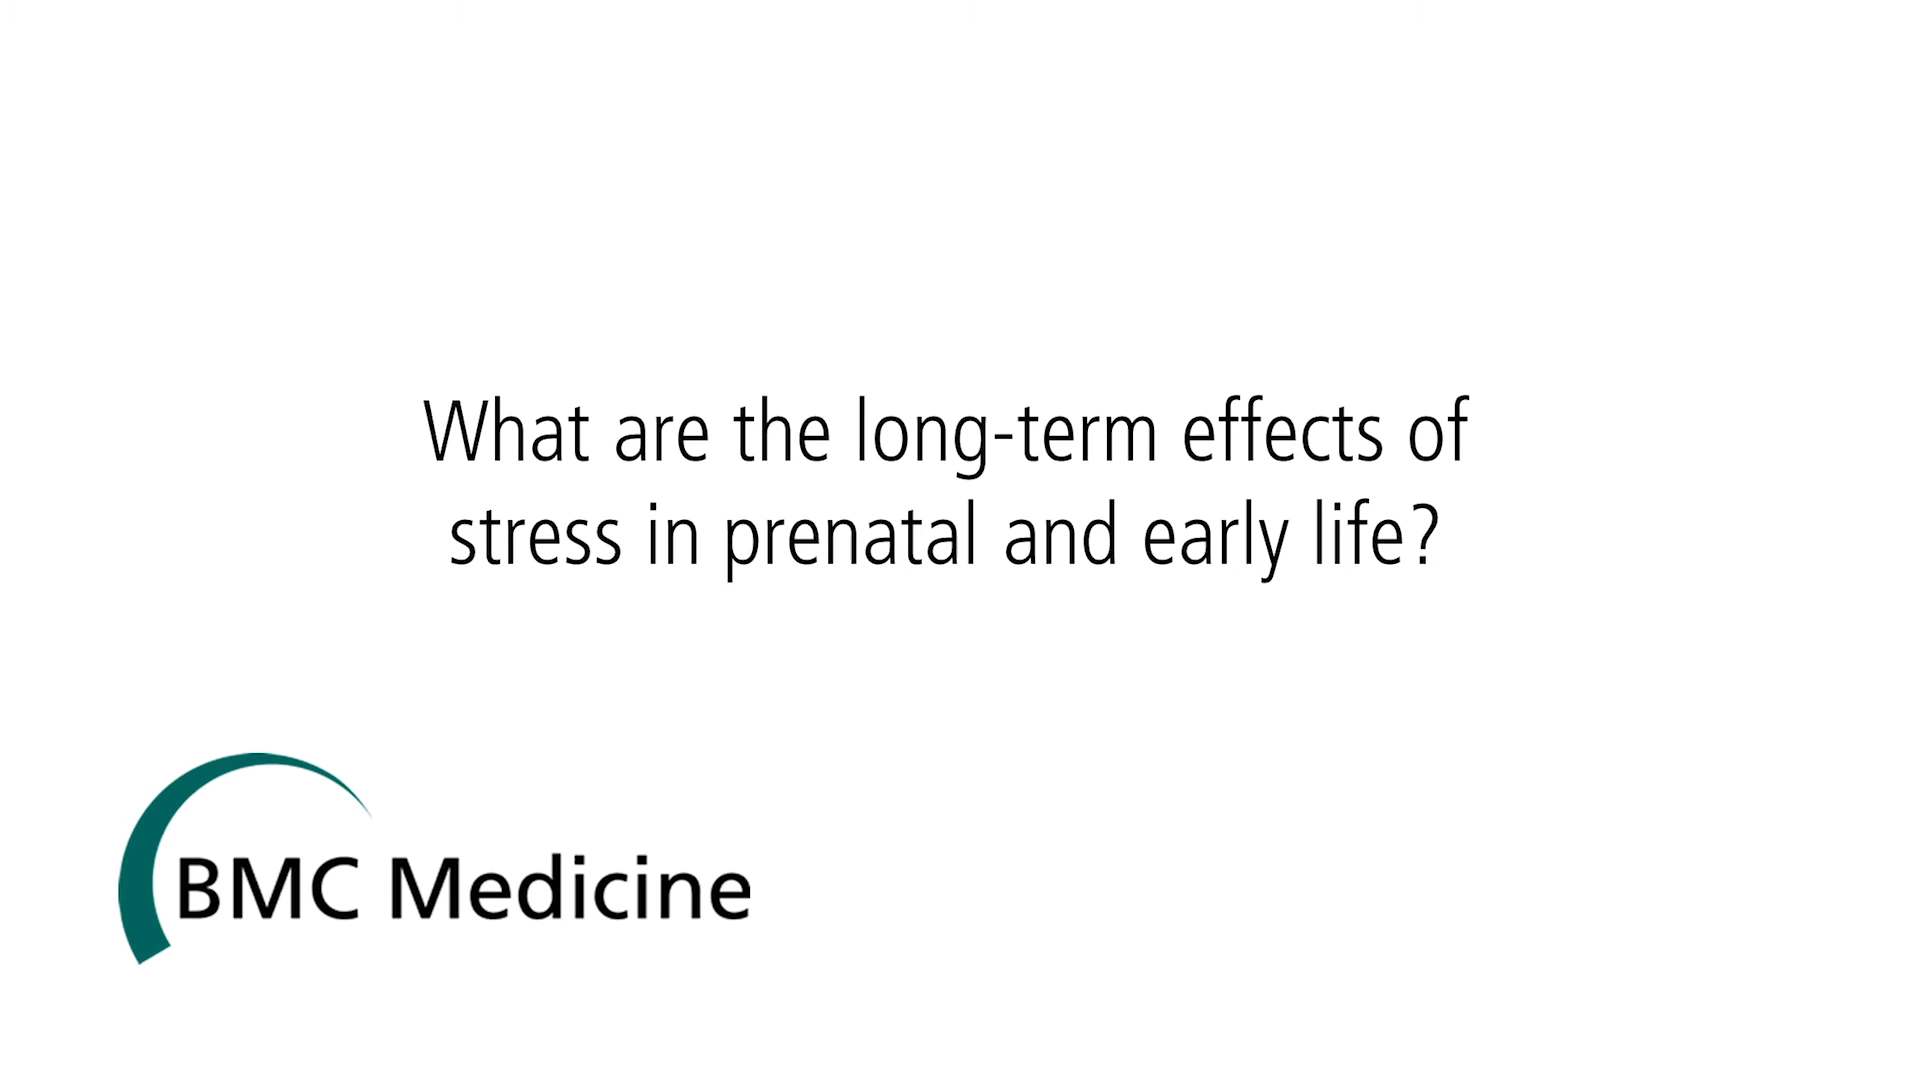 What are the long-term effects of
stress in prenatal and early life?
BMC Medicine